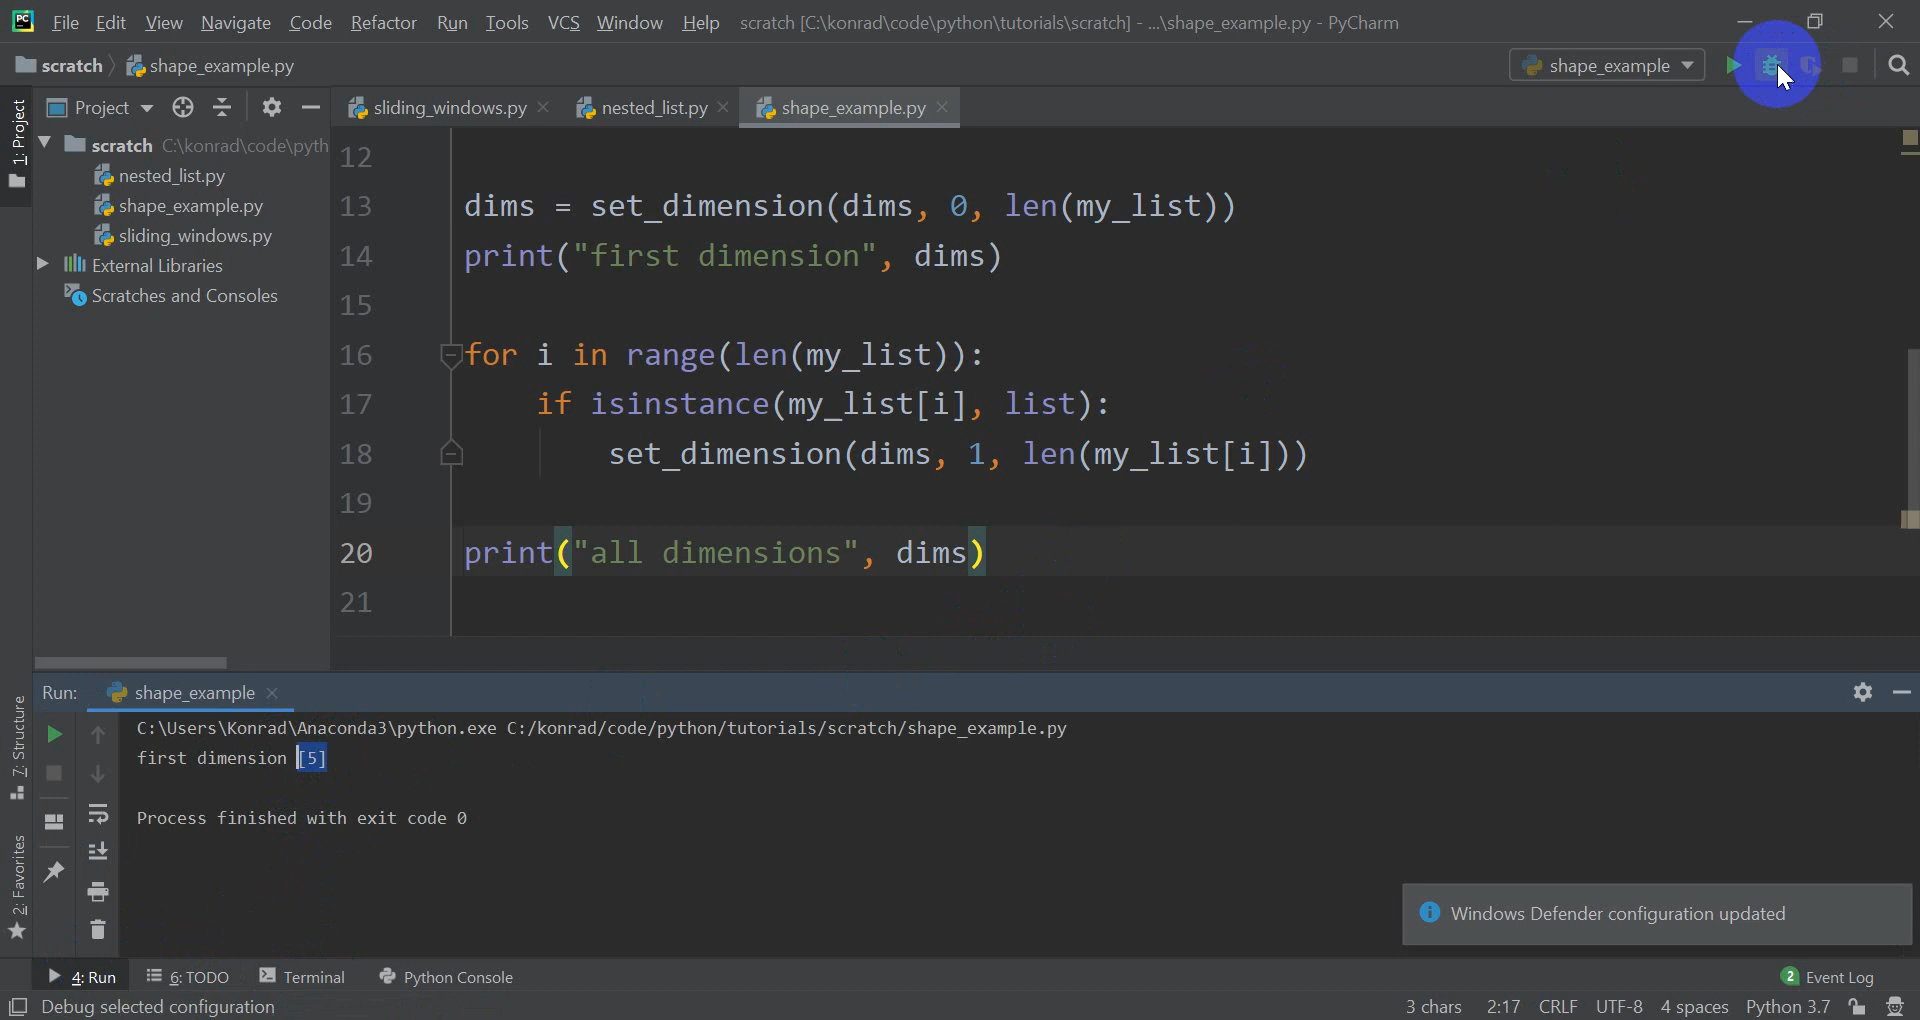 PC File Edit View Navigate Code Refactor Run Tools VCS Window Help scratch [C:\konrad\code\python\tutorials\scratch] - ...\shape_example.py - PyCharm
scratch shape_example.py shape_example
1: Project
Project
sliding_windows.py nested_list.py shape_example.py
scratch C:\konrad\code\pyth
nested_list.py
shape_example.py
sliding_windows.py
External Libraries
Scratches and Consoles
12
13 dims = set_dimension(dims, 0, len(my_list))
14 print("first dimension", dims)
15
16 for i in range(len(my_list)):
17 if isinstance(my_list[i], list):
18 set_dimension(dims, 1, len(my_list[i]))
19
20 print("all dimensions", dims)
21
7: Structure
2: Favorites
Run: shape_example
C:\Users\Konrad\Anaconda3\python.exe C:/konrad/code/python/tutorials/scratch/shape_example.py
first dimension [5]
Process finished with exit code 0
Windows Defender configuration updated
4: Run 6: TODO Terminal Python Console 2 Event Log
Debug selected configuration 3 chars 2:17 CRLF UTF-8 4 spaces Python 3.7